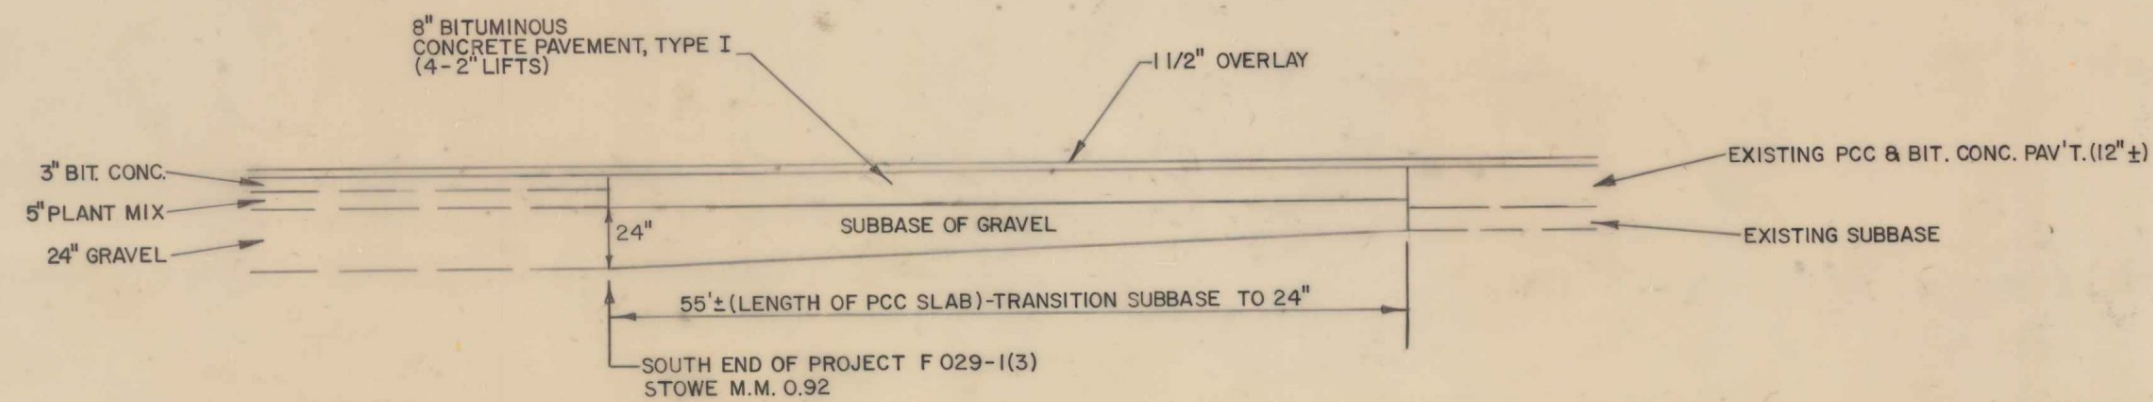 8" BITUMINOUS
CONCRETE PAVEMENT, TYPE I
(4-2" LIFTS)
1 1/2" OVERLAY
3" BIT. CONC.
5" PLANT MIX
24" GRAVEL
EXISTING PCC & BIT. CONC. PAV'T. (12" ±)
EXISTING SUBBASE
24"
SUBBASE OF GRAVEL
55'± (LENGTH OF PCC SLAB)-TRANSITION SUBBASE TO 24"
SOUTH END OF PROJECT F 029-1(3)
STOWE M.M. 0.92